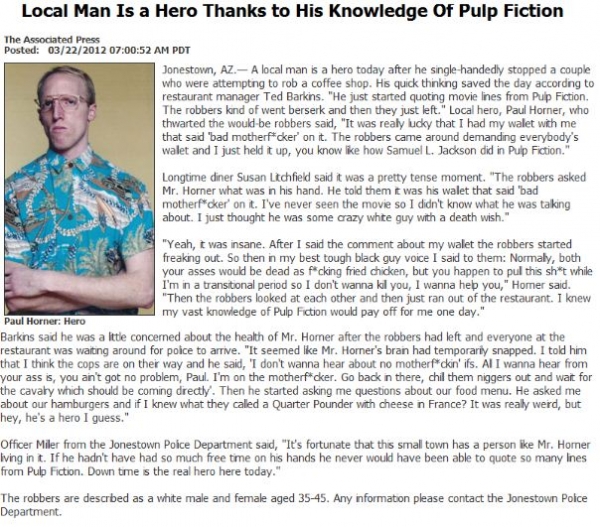 Local Man Is a Hero Thanks to His Knowledge Of Pulp Fiction
The Associated Press
Posted: 03/22/2012 07:00:52 AM PDT
Jonestown, AZ.— A local man is a hero today after he single-handedly stopped a couple
who were attempting to rob a coffee shop. His quick thinking saved the day according to
restaurant manager Ted Barkins. "He just started quoting movie lines from Pulp Fiction.
The robbers kind of went berserk and then they just left." Local hero, Paul Horner, who
thwarted the would-be robbers said, "It was really lucky that I had my wallet with me
that said 'bad motherf*cker' on it. The robbers came around demanding everybody's
wallet and I just held it up, you know like how Samuel L. Jackson did in Pulp Fiction."
Longtime diner Susan Litchfield said it was a pretty tense moment. "The robbers asked
Mr. Horner what was in his hand. He told them it was his wallet that said 'bad
motherf*cker' on it. I've never seen the movie so I didn't know what he was talking
about. I just thought he was some crazy white guy with a death wish."
"Yeah, it was insane. After I said the comment about my wallet the robbers started
freaking out. So then in my best tough black guy voice I said to them: Normally, both
your asses would be dead as f*cking fried chicken, but you happen to pull this sh*t while
I'm in a transitional period so I don't wanna kill you, I wanna help you," Horner said.
"Then the robbers looked at each other and then just ran out of the restaurant. I knew
my vast knowledge of Pulp Fiction would pay off for me one day."
Paul Horner: Hero
Barkins said he was a little concerned about the health of Mr. Horner after the robbers had left and everyone at the
restaurant was waiting around for police to arrive. "It seemed like Mr. Horner's brain had temporarily snapped. I told him
that I think the cops are on their way and he said, 'I don't wanna hear about no motherf*ckin' ifs. All I wanna hear from
your ass is, you ain't got no problem, Paul. I'm on the motherf*cker. Go back in there, chill them niggers out and wait for
the cavalry which should be coming directly'. Then he started asking me questions about our food menu. He asked me
about our hamburgers and if I knew what they called a Quarter Pounder with cheese in France? It was really weird, but
hey, he's a hero I guess."
Officer Miller from the Jonestown Police Department said, "It's fortunate that this small town has a person like Mr. Horner
living in it. If he hadn't have had so much free time on his hands he never would have been able to quote so many lines
from Pulp Fiction. Down time is the real hero here today."
The robbers are described as a white male and female aged 35-45. Any information please contact the Jonestown Police
Department.